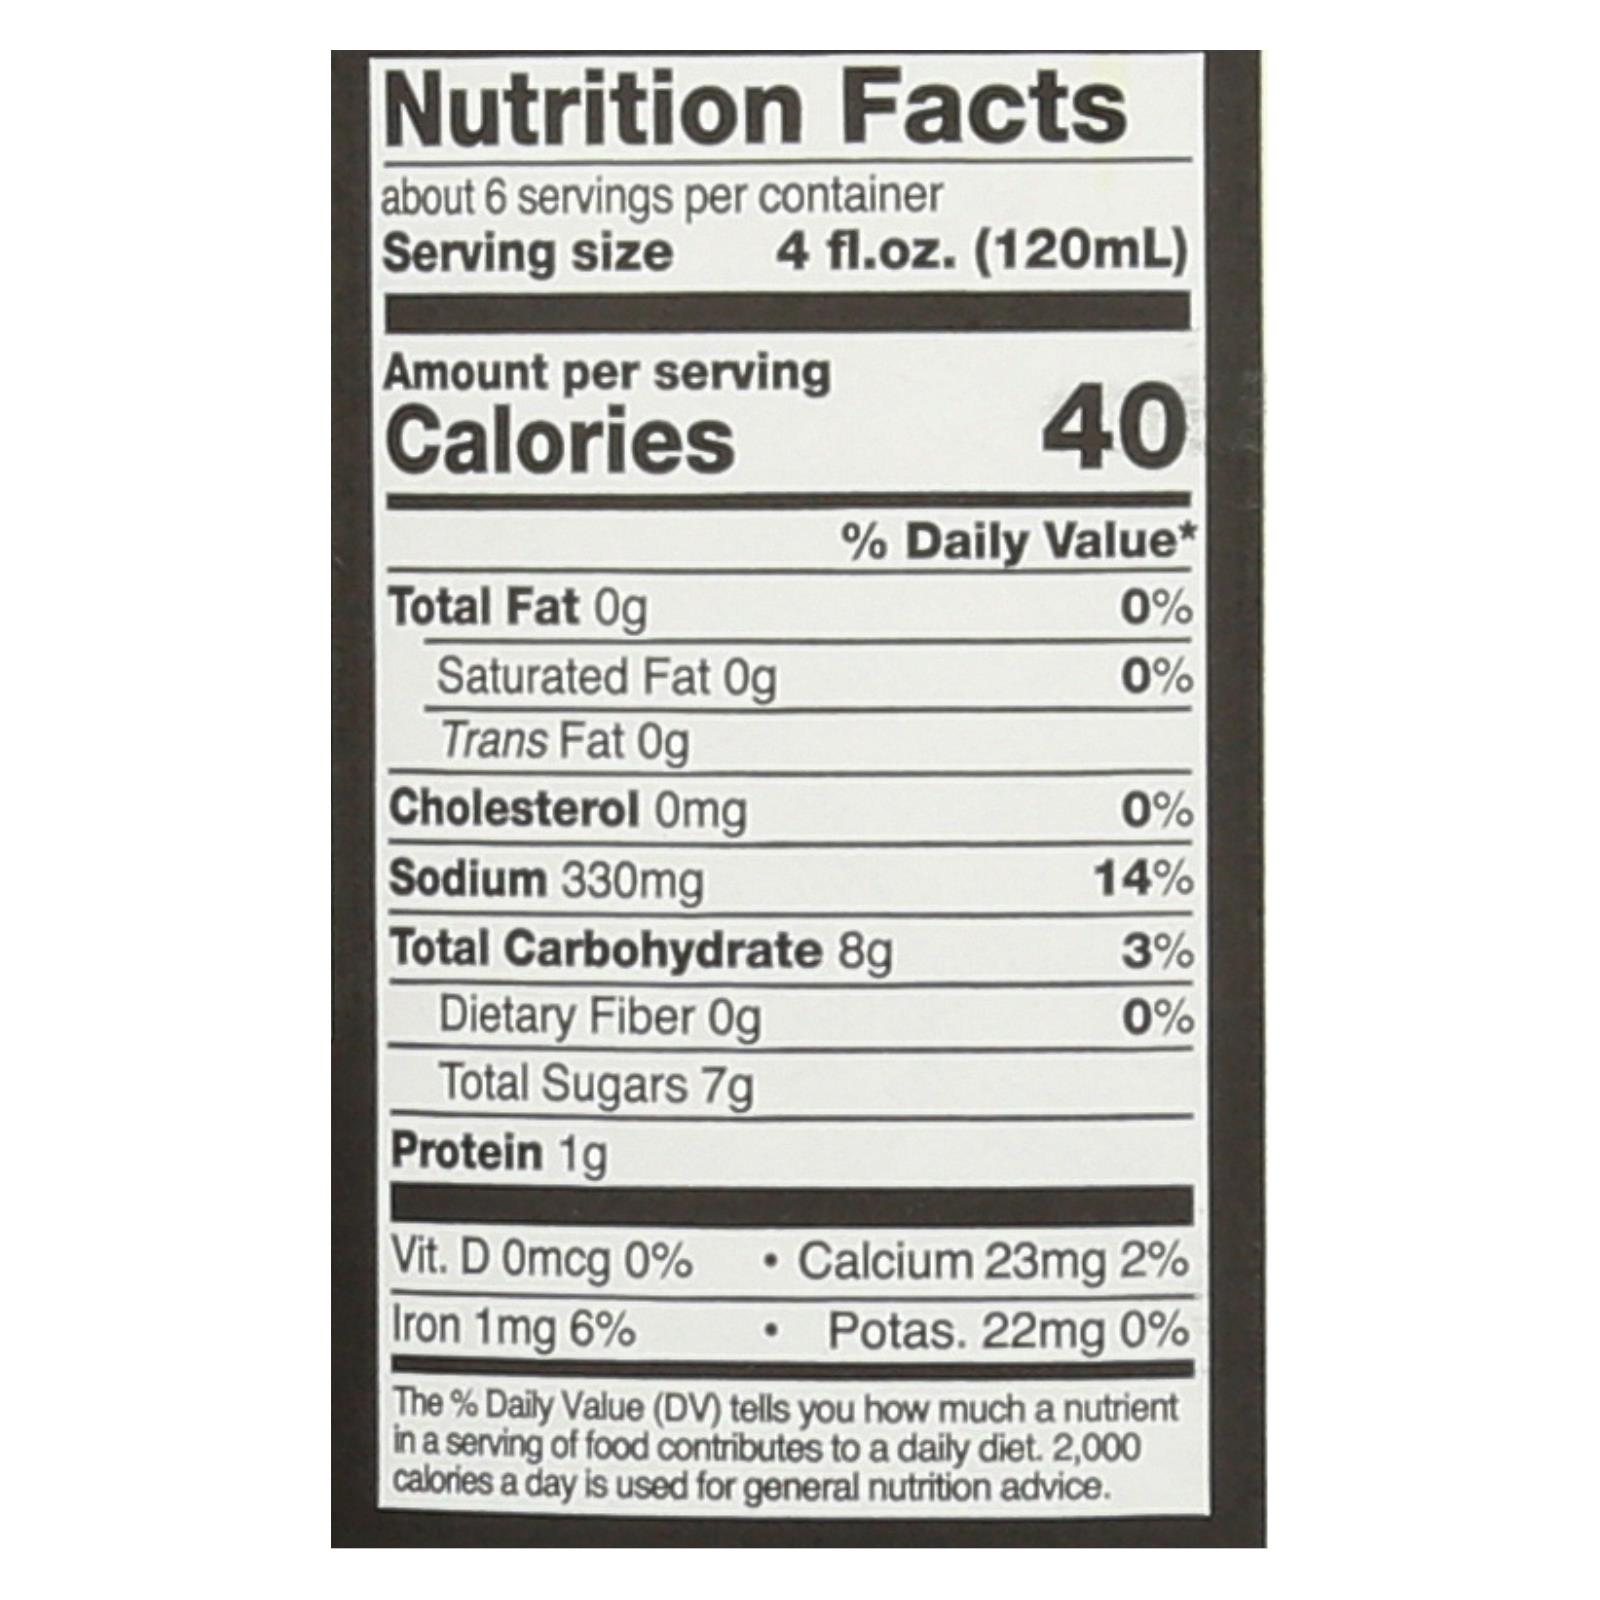 Nutrition Facts
about 6 servings per container
Serving size 4 fl.oz. (120mL)
Amount per serving
Calories 40
% Daily Value*
Total Fat 0g 0%
Saturated Fat 0g 0%
Trans Fat 0g
Cholesterol 0mg 0%
Sodium 330mg 14%
Total Carbohydrate 8g 3%
Dietary Fiber 0g 0%
Total Sugars 7g
Protein 1g
Vit. D 0mcg 0% • Calcium 23mg 2%
Iron 1mg 6% • Potas. 22mg 0%
The % Daily Value (DV) tells you how much a nutrient
in a serving of food contributes to a daily diet. 2,000
calories a day is used for general nutrition advice.